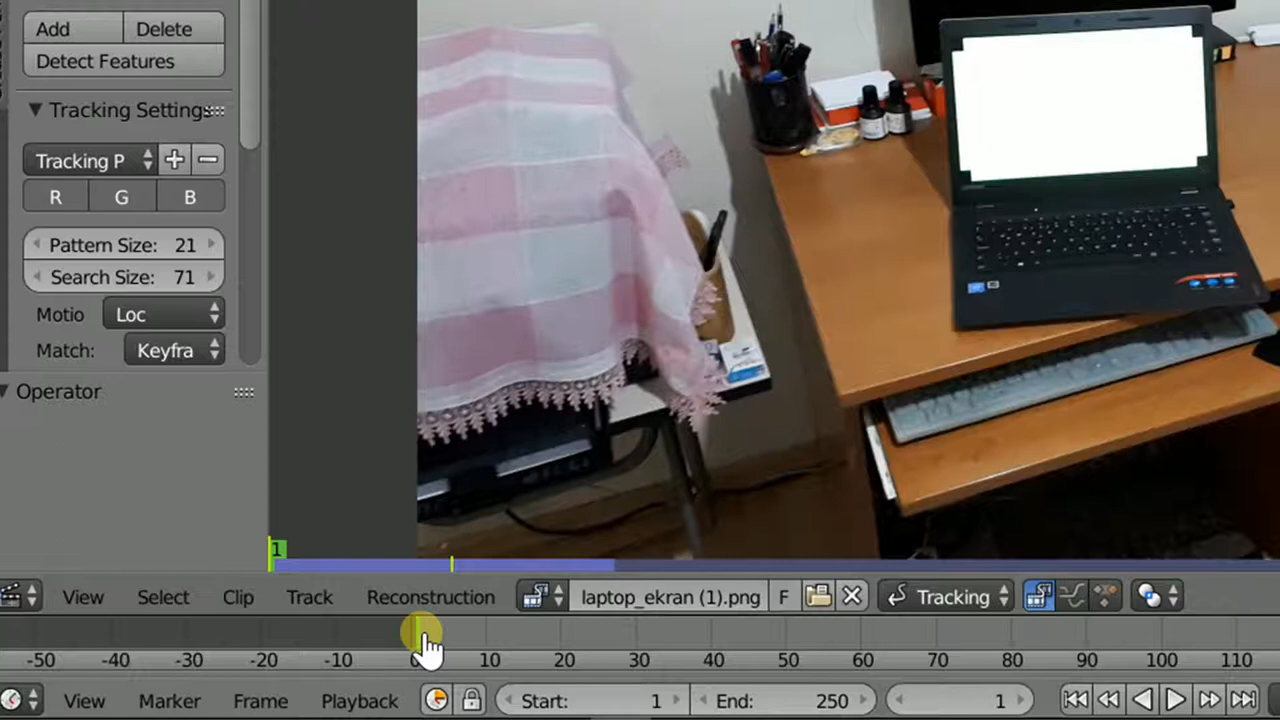 Add Delete
Detect Features
Tracking Settings
Tracking P
R G B
Pattern Size: 21
Search Size: 71
Motio Loc
Match: Keyfra
Operator
1
View Select Clip Track Reconstruction laptop_ekran (1).png F Tracking
-50 -40 -30 -20 -10 0 10 20 30 40 50 60 70 80 90 100 110
View Marker Frame Playback Start: 1 End: 250 1